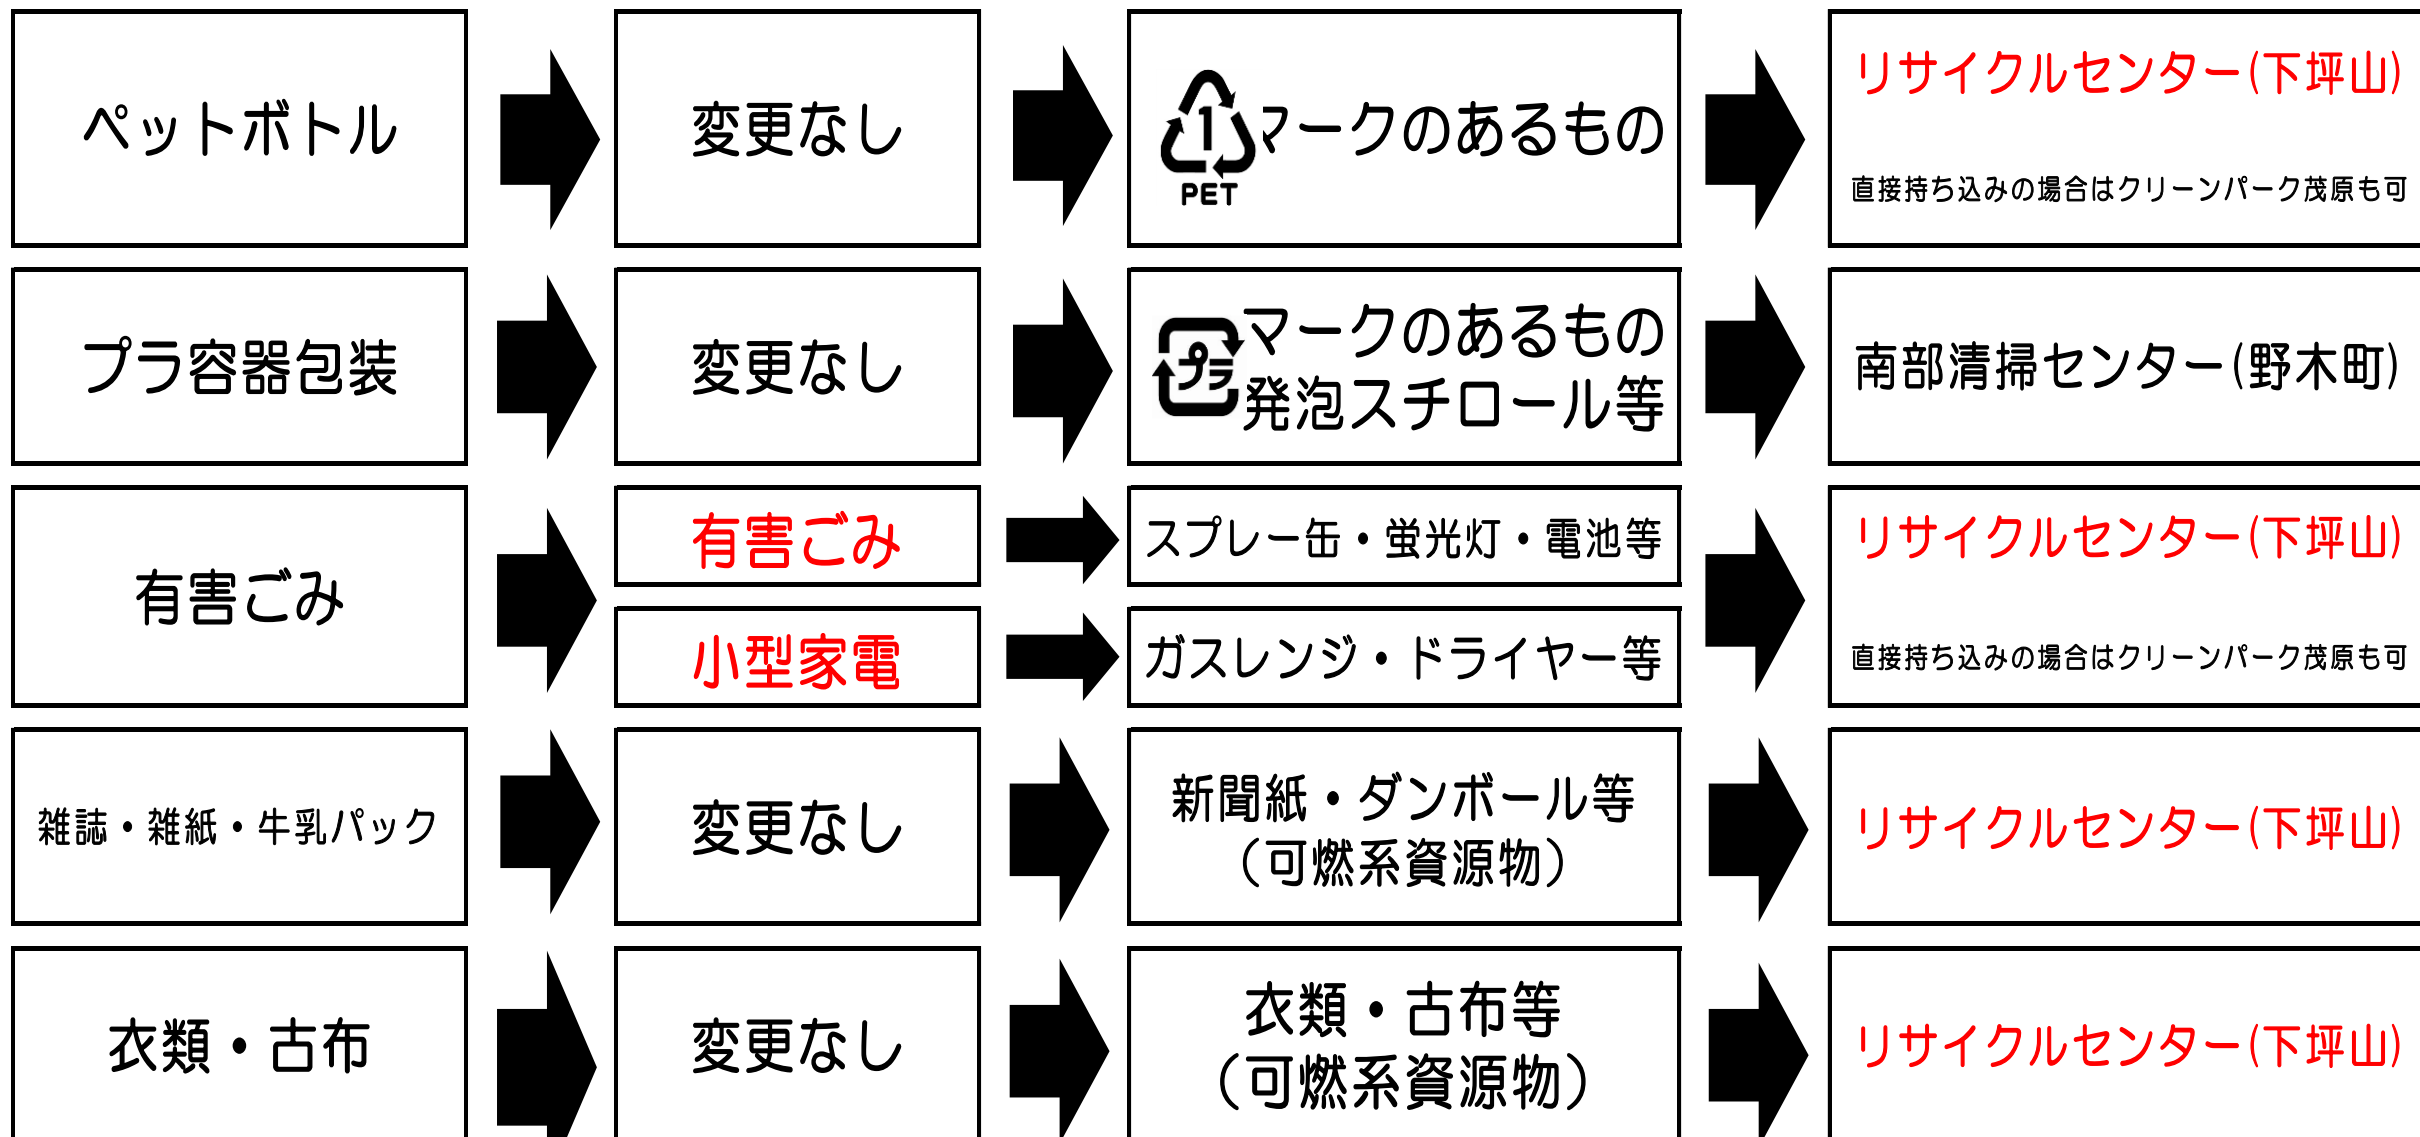 ペットボトル
変更なし
1
PET
マークのあるもの
リサイクルセンター(下坪山)
直接持ち込みの場合はクリーンパーク茂原も可
プラ容器包装
変更なし
プラ
マークのあるもの
発泡スチロール等
南部清掃センター(野木町)
有害ごみ
有害ごみ
スプレー缶・蛍光灯・電池等
小型家電
ガスレンジ・ドライヤー等
リサイクルセンター(下坪山)
直接持ち込みの場合はクリーンパーク茂原も可
雑誌・雑紙・牛乳パック
変更なし
新聞紙・ダンボール等
(可燃系資源物)
リサイクルセンター(下坪山)
衣類・古布
変更なし
衣類・古布等
(可燃系資源物)
リサイクルセンター(下坪山)